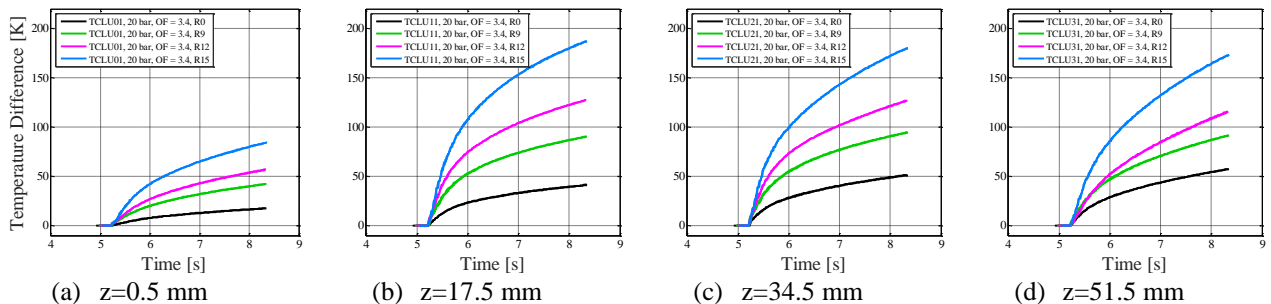 Temperature Difference [K]
200
150
100
50
0
TCLU01, 20 bar, OF = 3.4, R0
TCLU01, 20 bar, OF = 3.4, R9
TCLU01, 20 bar, OF = 3.4, R12
TCLU01, 20 bar, OF = 3.4, R15
4 5 6 7 8 9
Time [s]
(a) z=0.5 mm
200
150
100
50
0
TCLU11, 20 bar, OF = 3.4, R0
TCLU11, 20 bar, OF = 3.4, R9
TCLU11, 20 bar, OF = 3.4, R12
TCLU11, 20 bar, OF = 3.4, R15
4 5 6 7 8 9
Time [s]
(b) z=17.5 mm
200
150
100
50
0
TCLU21, 20 bar, OF = 3.4, R0
TCLU21, 20 bar, OF = 3.4, R9
TCLU21, 20 bar, OF = 3.4, R12
TCLU21, 20 bar, OF = 3.4, R15
4 5 6 7 8 9
Time [s]
(c) z=34.5 mm
200
150
100
50
0
TCLU31, 20 bar, OF = 3.4, R0
TCLU31, 20 bar, OF = 3.4, R9
TCLU31, 20 bar, OF = 3.4, R12
TCLU31, 20 bar, OF = 3.4, R15
4 5 6 7 8 9
Time [s]
(d) z=51.5 mm